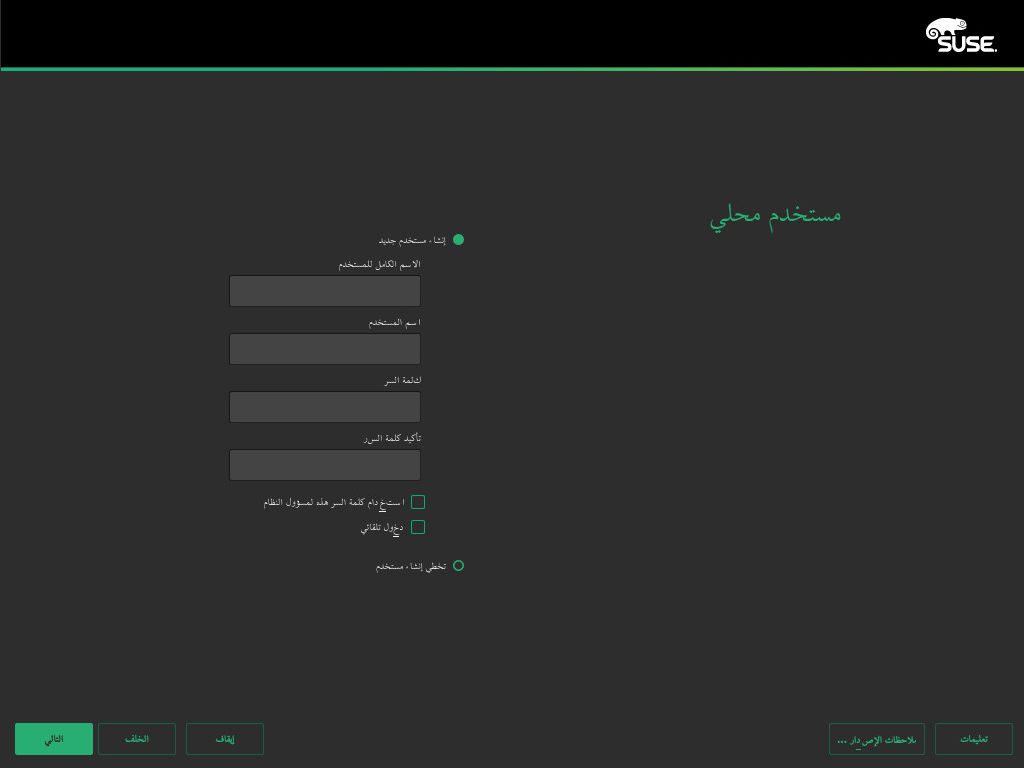 SUSE
مستخدم محلي
إنشاء مستخدم جديد
الاسم الكامل للمستخدم
اسم المستخدم
كلمة السر
تأكيد كلمة السر
استخدام كلمة السر هذه لمسؤول النظام
دخول تلقائي
تخطي إنشاء مستخدم
تعليمات
ملاحظات الإصدار ...
إيقاف
الخلف
التالي